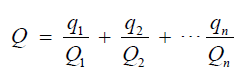 Q = q₁/Q₁ + q₂/Q₂ + ⋯ qₙ/Qₙ